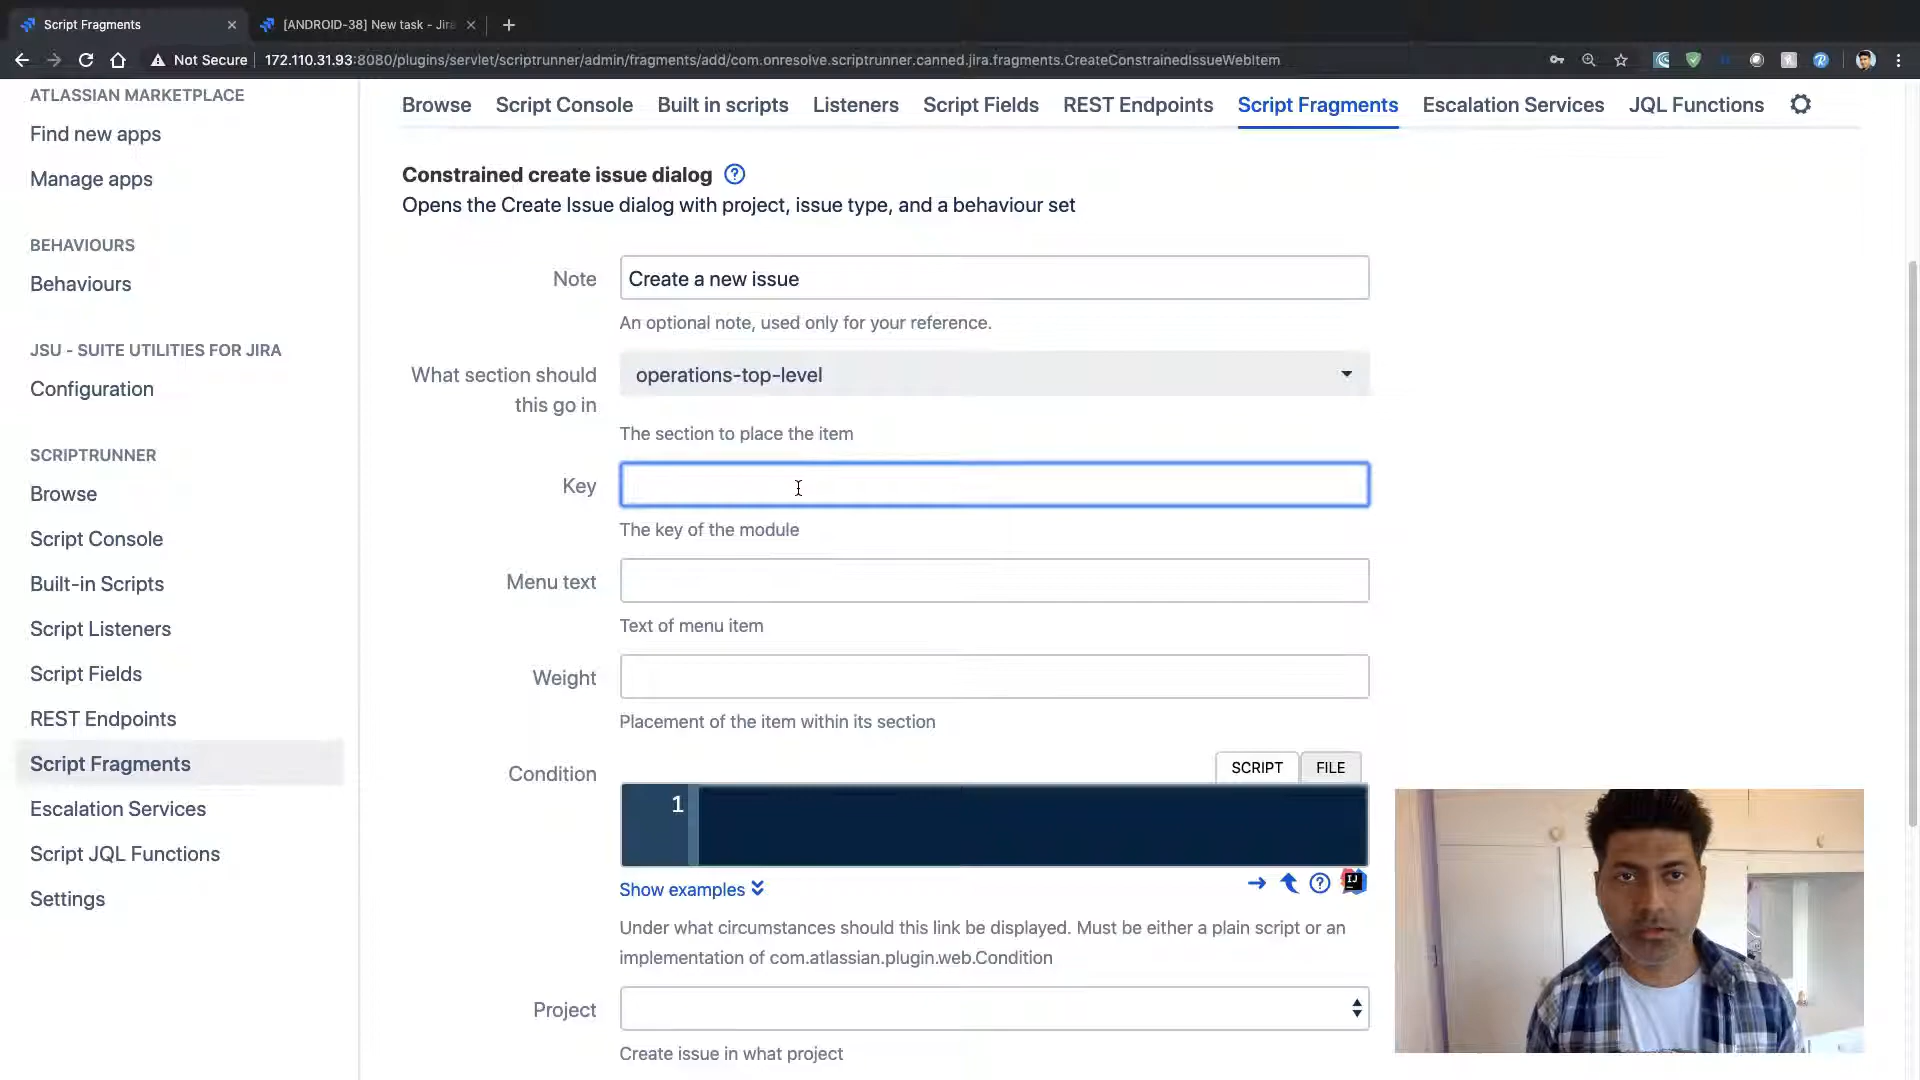 Script Fragments
[ANDROID-38] New task - Jira
Not Secure
172.110.31.93:8080/plugins/servlet/scriptrunner/admin/fragments/add/com.onresolve.scriptrunner.canned.jira.fragments.CreateConstrainedIssueWebItem
ATLASSIAN MARKETPLACE
Find new apps
Manage apps
BEHAVIOURS
Behaviours
JSU - SUITE UTILITIES FOR JIRA
Configuration
SCRIPTRUNNER
Browse
Script Console
Built-in Scripts
Script Listeners
Script Fields
REST Endpoints
Script Fragments
Escalation Services
Script JQL Functions
Settings
Browse Script Console Built in scripts Listeners Script Fields REST Endpoints Script Fragments Escalation Services JQL Functions
Constrained create issue dialog
Opens the Create Issue dialog with project, issue type, and a behaviour set
Note Create a new issue
An optional note, used only for your reference.
What section should
this go in
operations-top-level
The section to place the item
Key
The key of the module
Menu text
Text of menu item
Weight
Placement of the item within its section
Condition
SCRIPT FILE
1
Show examples
IJ
Under what circumstances should this link be displayed. Must be either a plain script or an
implementation of com.atlassian.plugin.web.Condition
Project
Create issue in what project